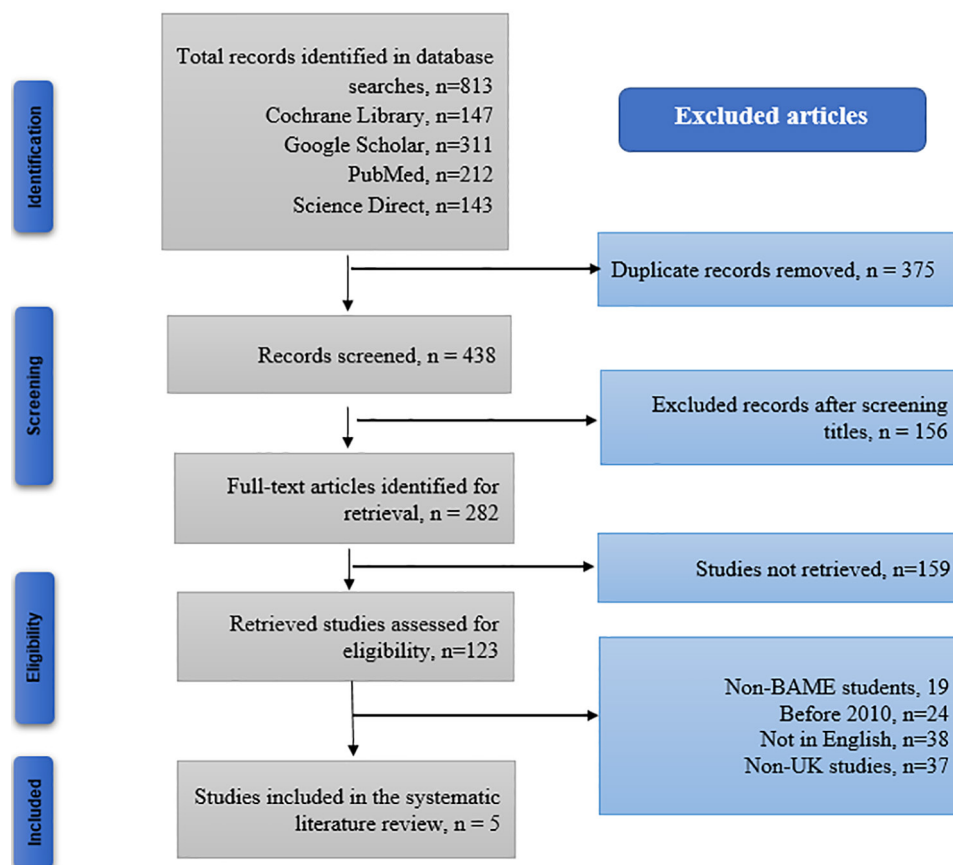 Identification
Total records identified in database
searches, n=813
Cochrane Library, n=147
Google Scholar, n=311
PubMed, n=212
Science Direct, n=143
Excluded articles
Duplicate records removed, n = 375
Screening
Records screened, n = 438
Excluded records after screening
titles, n = 156
Full-text articles identified for
retrieval, n = 282
Studies not retrieved, n=159
Eligibility
Retrieved studies assessed for
eligibility, n=123
Non-BAME students, 19
Before 2010, n=24
Not in English, n=38
Non-UK studies, n=37
Included
Studies included in the systematic
literature review, n = 5